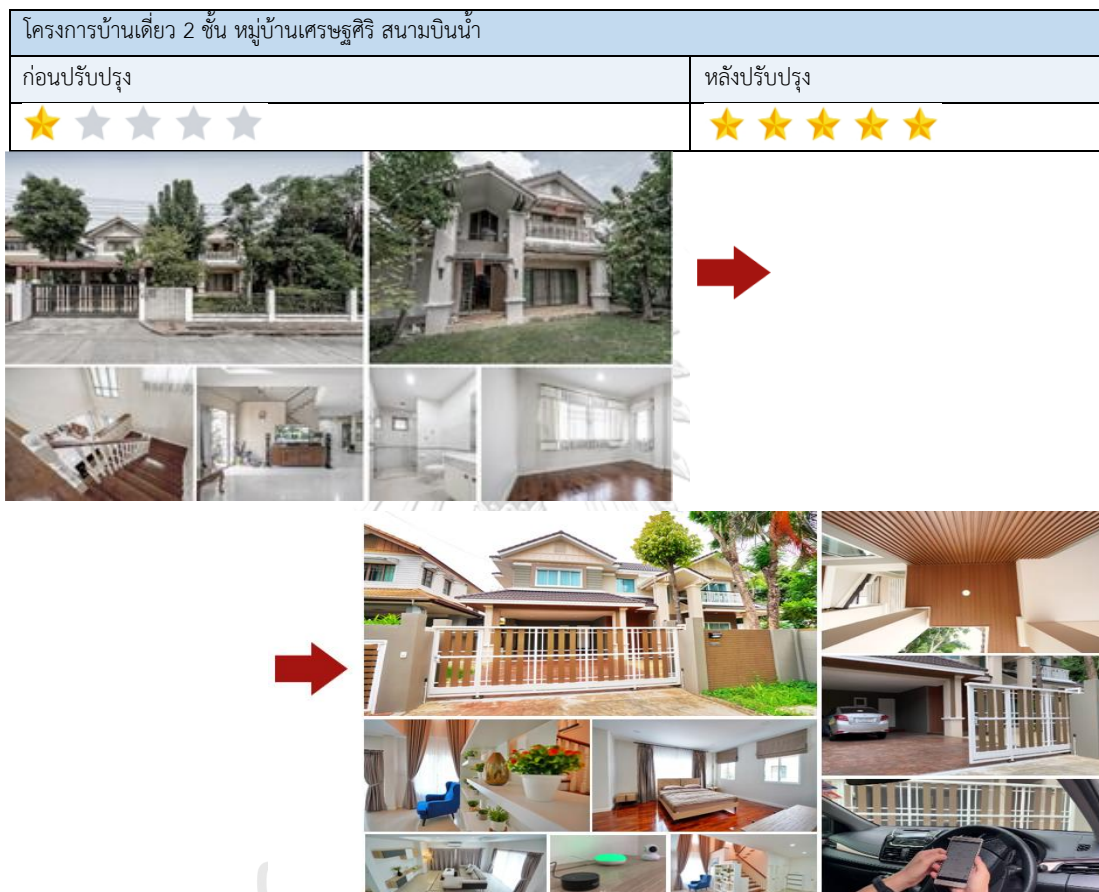 โครงการบ้านเดี่ยว 2 ชั้น หมู่บ้านเศรษฐศิริ สนามบินน้ำ
ก่อนปรับปรุง
หลังปรับปรุง